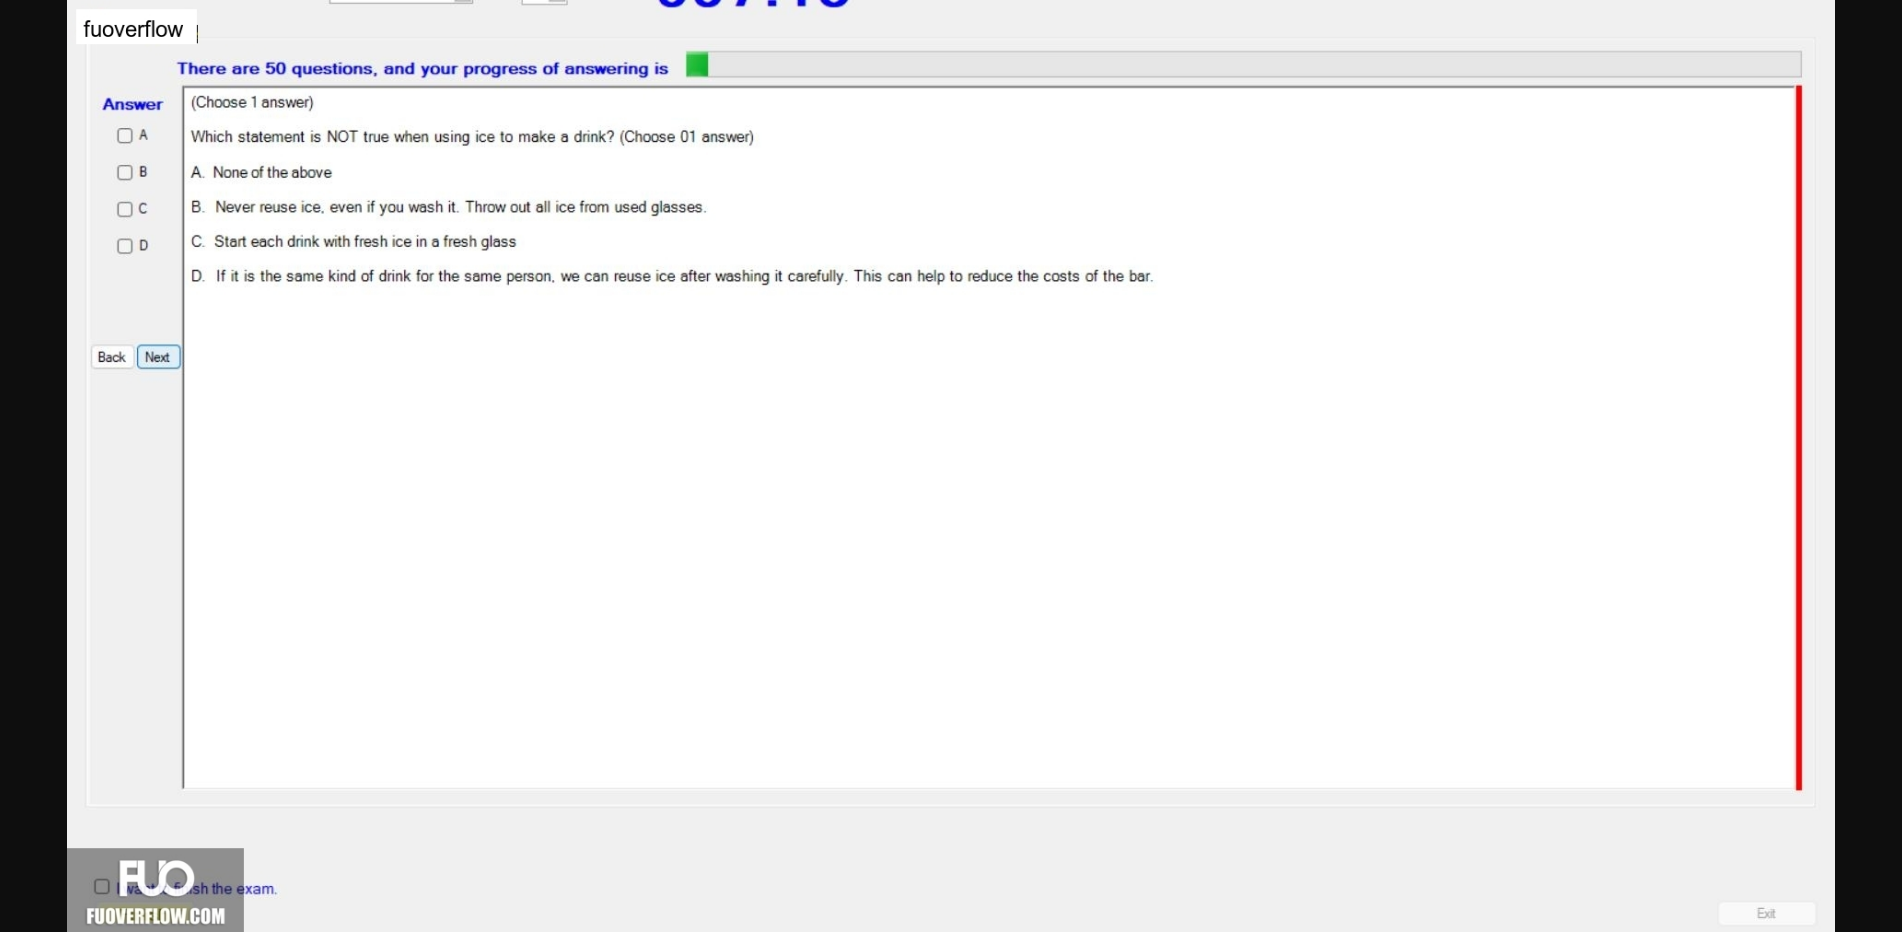 fuoverflow
There are 50 questions, and your progress of answering is
Answer
(Choose 1 answer)
A
Which statement is NOT true when using ice to make a drink? (Choose 01 answer)
B
A. None of the above
C
B. Never reuse ice, even if you wash it. Throw out all ice from used glasses.
D
C. Start each drink with fresh ice in a fresh glass
D. If it is the same kind of drink for the same person, we can reuse ice after washing it carefully. This can help to reduce the costs of the bar.
Back Next
FUO
sh the exam.
FUOVERFLOW.COM
Exit